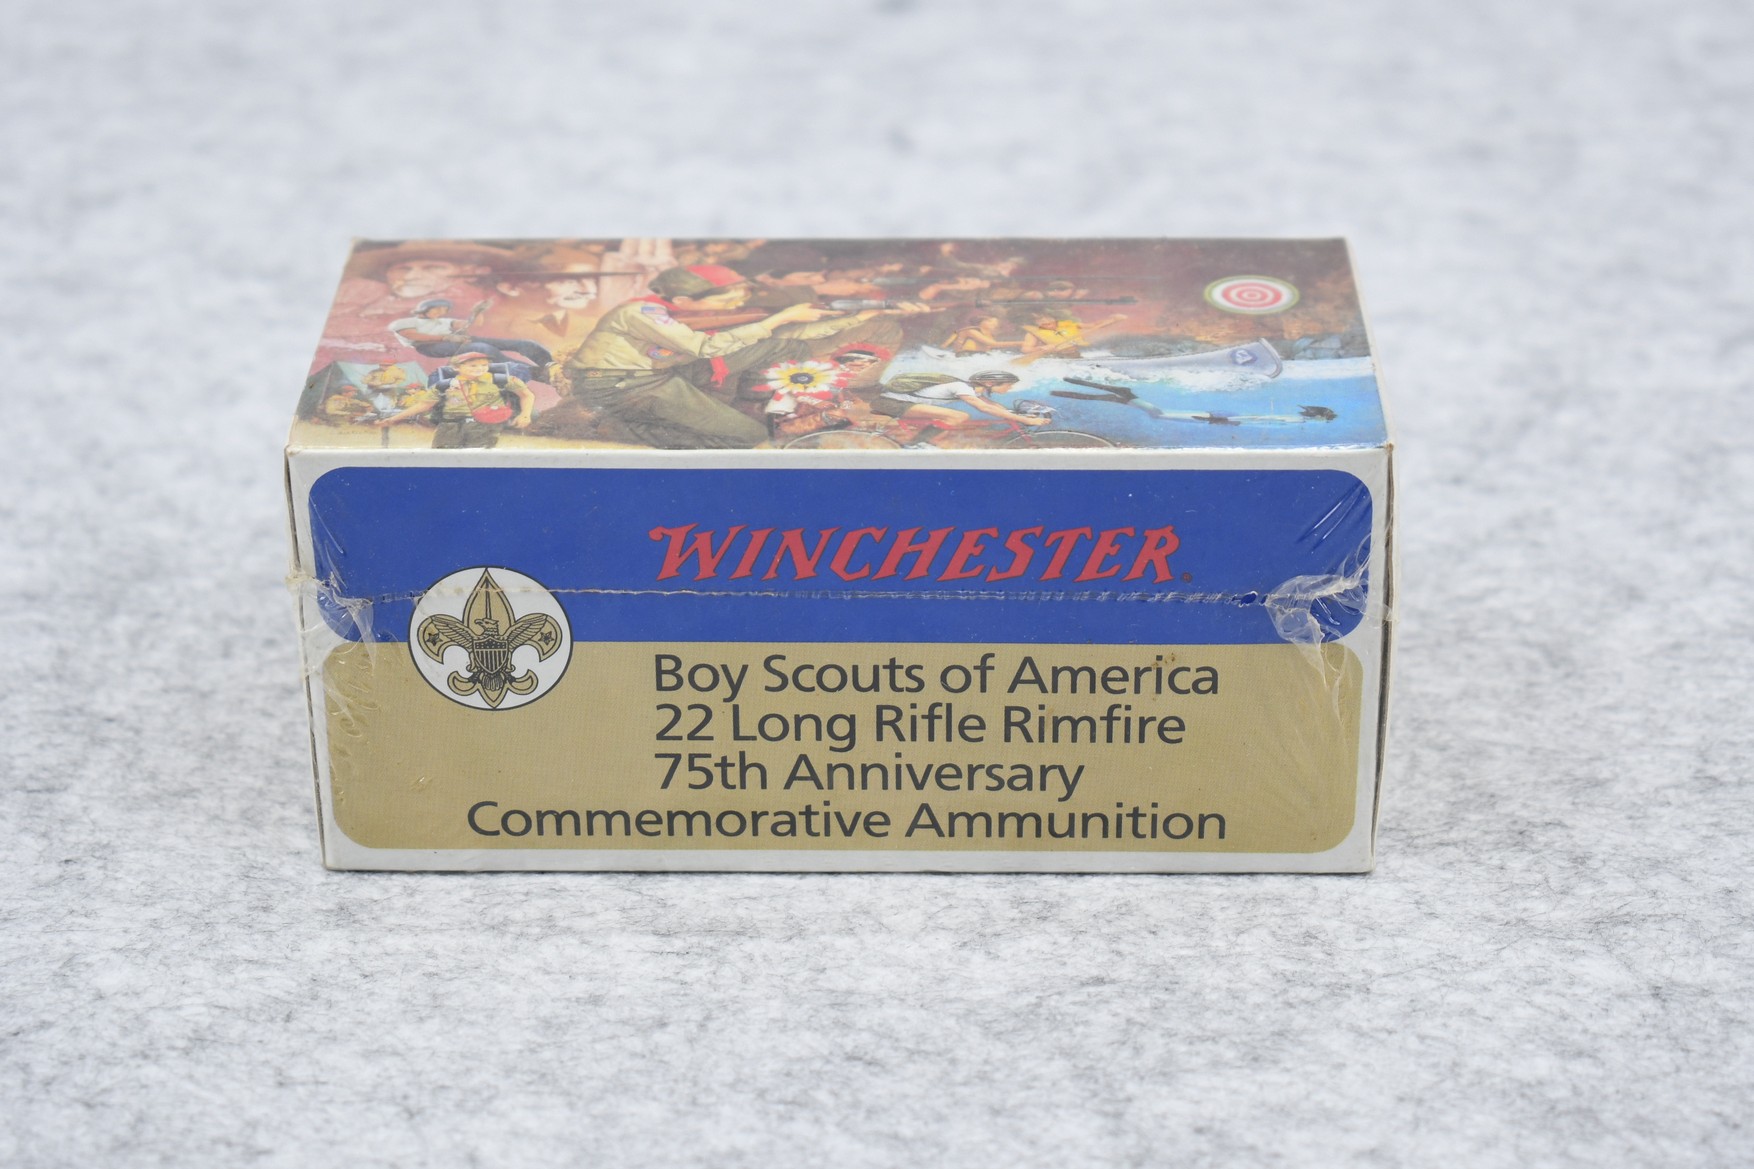 WINCHESTER.
Boy Scouts of America
22 Long Rifle Rimfire
75th Anniversary
Commemorative Ammunition